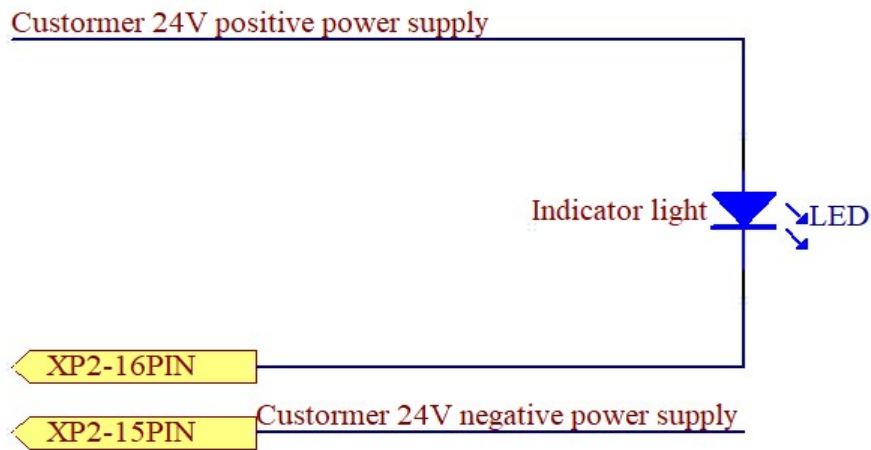 Custormer 24V positive power supply
Indicator light
LED
XP2-16PIN
XP2-15PIN
Custormer 24V negative power supply